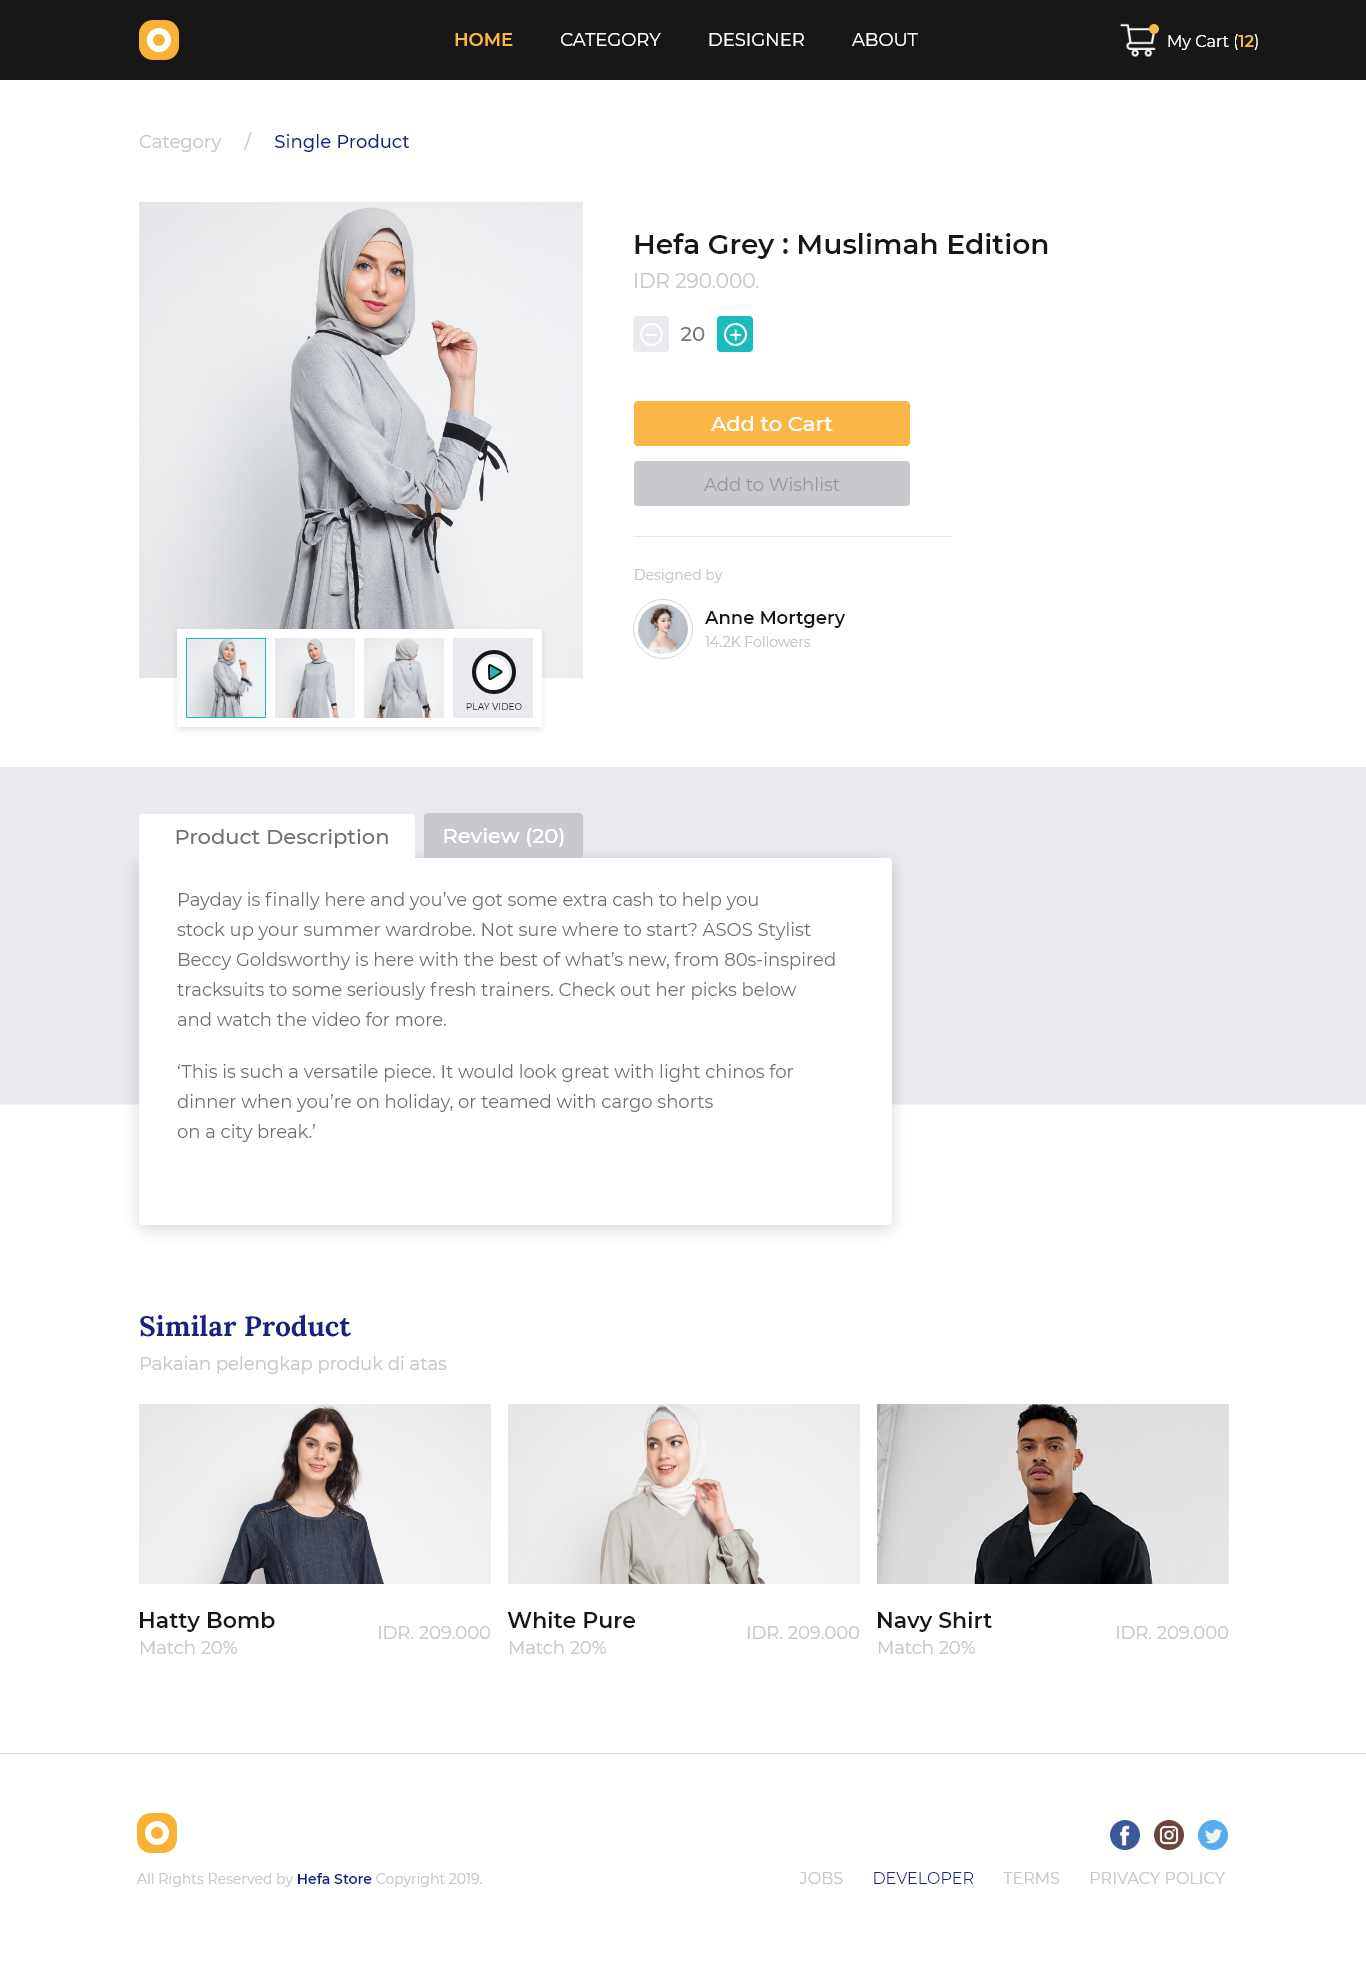 HOME CATEGORY DESIGNER ABOUT My Cart (12)
Category / Single Product
Hefa Grey : Muslimah Edition
IDR 290.000.
20
Add to Cart
Add to Wishlist
Designed by
Anne Mortgery
14.2K Followers
PLAY VIDEO
Product Description Review (20)
Payday is finally here and you’ve got some extra cash to help you
stock up your summer wardrobe. Not sure where to start? ASOS Stylist
Beccy Goldsworthy is here with the best of what’s new, from 80s-inspired
tracksuits to some seriously fresh trainers. Check out her picks below
and watch the video for more.
‘This is such a versatile piece. It would look great with light chinos for
dinner when you’re on holiday, or teamed with cargo shorts
on a city break.’
Similar Product
Pakaian pelengkap produk di atas
Hatty Bomb
Match 20%
IDR. 209.000
White Pure
Match 20%
IDR. 209.000
Navy Shirt
Match 20%
IDR. 209.000
All Rights Reserved by Hefa Store Copyright 2019.
JOBS DEVELOPER TERMS PRIVACY POLICY